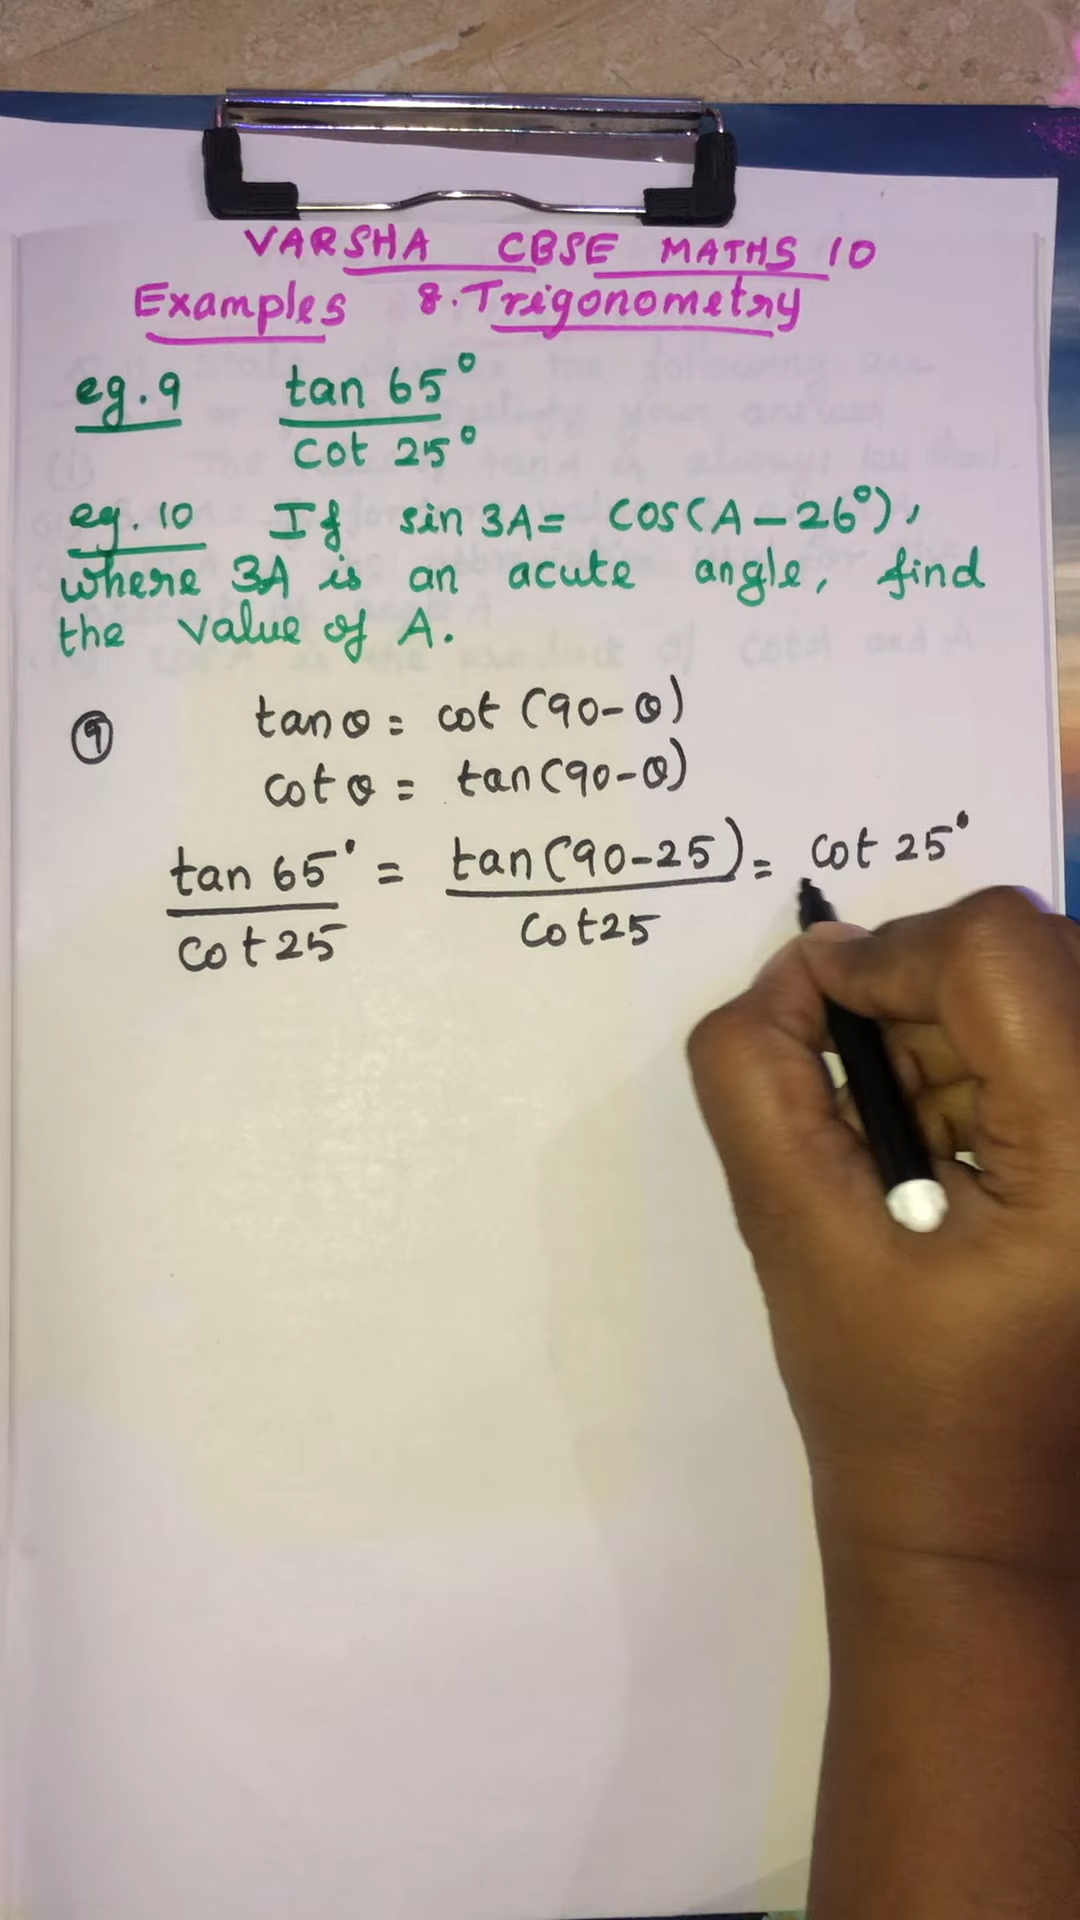 VARSHA CBSE MATHS 10
Examples 8. Trigonometry
eg. 9 tan 65°
cot 25°
eg. 10 If sin 3A = cos(A - 26°),
where 3A is an acute angle, find
the value of A.
9 tan θ = cot (90-θ)
cot θ = tan(90-θ)
tan 65° = tan(90-25) = cot 25°
cot 25 cot25